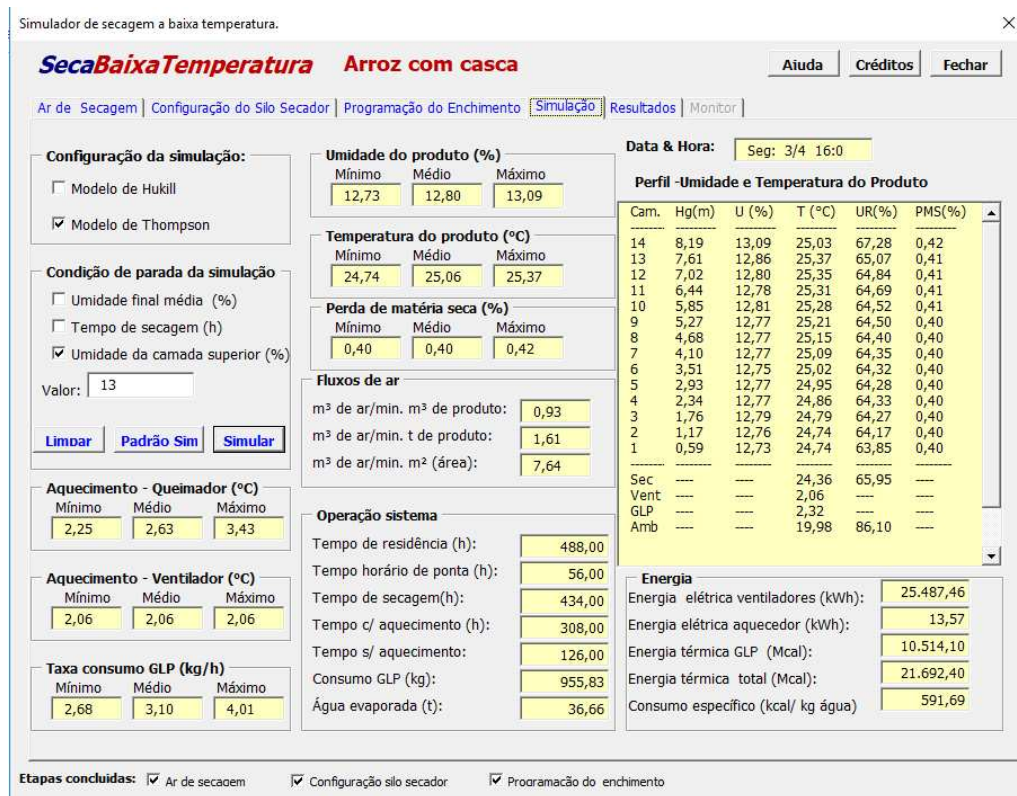 Simulador de secagem a baixa temperatura.
SecaBaixaTemperatura Arroz com casca
Aiuda Créditos Fechar
Ar de Secagem Configuração do Silo Secador Programação do Enchimento Simulação Resultados Monitor
Configuração da simulação:
Modelo de Hukill
Modelo de Thompson
Condição de parada da simulação
Umidade final média (%)
Tempo de secagem (h)
Umidade da camada superior (%)
Valor: 13
Limpar Padrão Sim Simular
Aquecimento - Queimador (ºC)
Mínimo Médio Máximo
2,25 2,63 3,43
Aquecimento - Ventilador (ºC)
Mínimo Médio Máximo
2,06 2,06 2,06
Taxa consumo GLP (kg/h)
Mínimo Médio Máximo
2,68 3,10 4,01
Umidade do produto (%)
Mínimo Médio Máximo
12,73 12,80 13,09
Temperatura do produto (ºC)
Mínimo Médio Máximo
24,74 25,06 25,37
Perda de matéria seca (%)
Mínimo Médio Máximo
0,40 0,40 0,42
Fluxos de ar
m³ de ar/min. m³ de produto: 0,93
m³ de ar/min. t de produto: 1,61
m³ de ar/min. m² (área): 7,64
Operação sistema
Tempo de residência (h): 488,00
Tempo horário de ponta (h): 56,00
Tempo de secagem(h): 434,00
Tempo c/ aquecimento (h): 308,00
Tempo s/ aquecimento: 126,00
Consumo GLP (kg): 955,83
Água evaporada (t): 36,66
Data & Hora: Seg: 3/4 16:0
Perfil -Umidade e Temperatura do Produto
Cam. Hg(m) U (%) T (°C) UR(%) PMS(%)
-------- --------- --------- --------- --------- ---------
14 8,19 13,09 25,03 67,28 0,42
13 7,61 12,86 25,37 65,07 0,41
12 7,02 12,80 25,35 64,84 0,41
11 6,44 12,78 25,31 64,69 0,41
10 5,85 12,81 25,28 64,52 0,41
9 5,27 12,77 25,21 64,50 0,40
8 4,68 12,77 25,15 64,40 0,40
7 4,10 12,77 25,09 64,35 0,40
6 3,51 12,75 25,02 64,32 0,40
5 2,93 12,77 24,95 64,28 0,40
4 2,34 12,77 24,86 64,33 0,40
3 1,76 12,79 24,79 64,27 0,40
2 1,17 12,76 24,74 64,17 0,40
1 0,59 12,73 24,74 63,85 0,40
-------- --------- --------- --------- --------- ---------
Sec ---- ---- 24,36 65,95 ----
Vent ---- ---- 2,06 ---- ----
GLP ---- ---- 2,32 ---- ----
Amb ---- ---- 19,98 86,10 ----
Energia
Energia elétrica ventiladores (kWh): 25.487,46
Energia elétrica aquecedor (kWh): 13,57
Energia térmica GLP (Mcal): 10.514,10
Energia térmica total (Mcal): 21.692,40
Consumo específico (kcal/ kg água) 591,69
Etapas concluidas: Ar de secagem Configuração silo secador Programação do enchimento